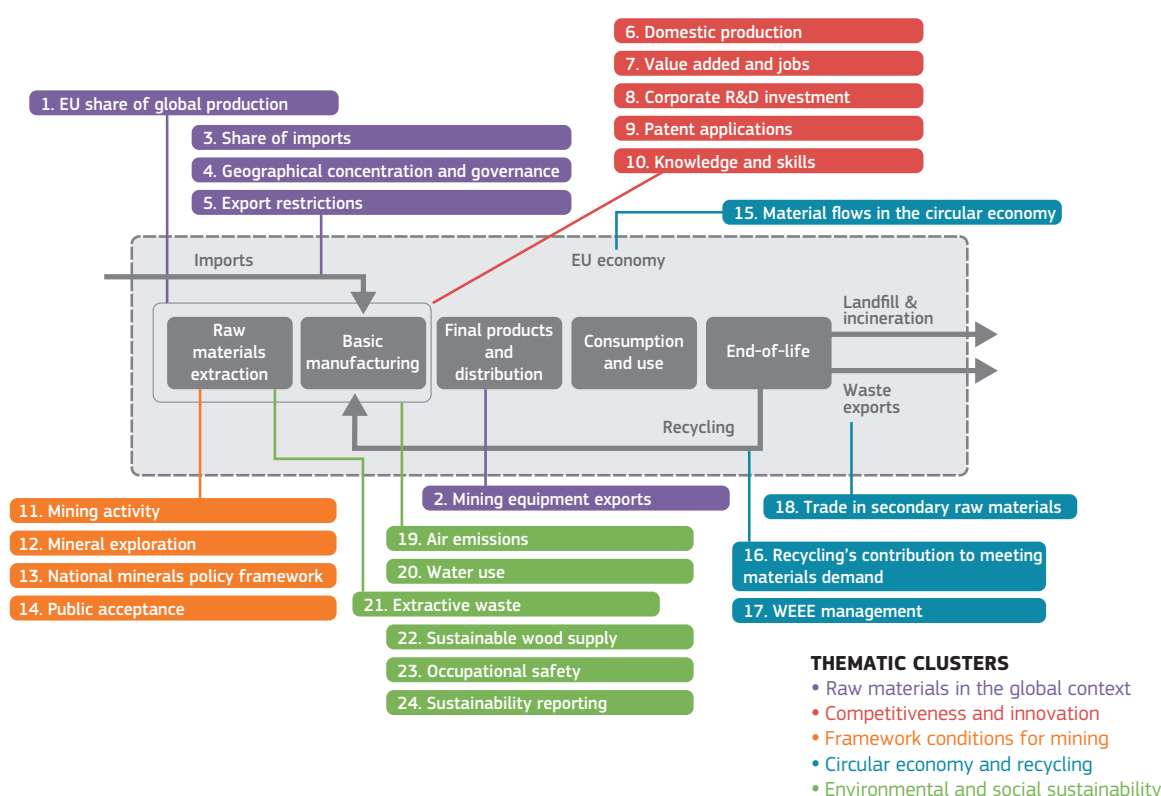 6. Domestic production
7. Value added and jobs
8. Corporate R&D investment
9. Patent applications
10. Knowledge and skills
1. EU share of global production
3. Share of imports
4. Geographical concentration and governance
5. Export restrictions
15. Material flows in the circular economy
Imports
EU economy
Raw
materials
extraction
Basic
manufacturing
Final products
and
distribution
Consumption
and use
End-of-life
Landfill &
incineration
Waste
exports
Recycling
2. Mining equipment exports
18. Trade in secondary raw materials
11. Mining activity
12. Mineral exploration
13. National minerals policy framework
14. Public acceptance
19. Air emissions
20. Water use
21. Extractive waste
22. Sustainable wood supply
23. Occupational safety
24. Sustainability reporting
16. Recycling's contribution to meeting
materials demand
17. WEEE management
THEMATIC CLUSTERS
• Raw materials in the global context
• Competitiveness and innovation
• Framework conditions for mining
• Circular economy and recycling
• Environmental and social sustainability